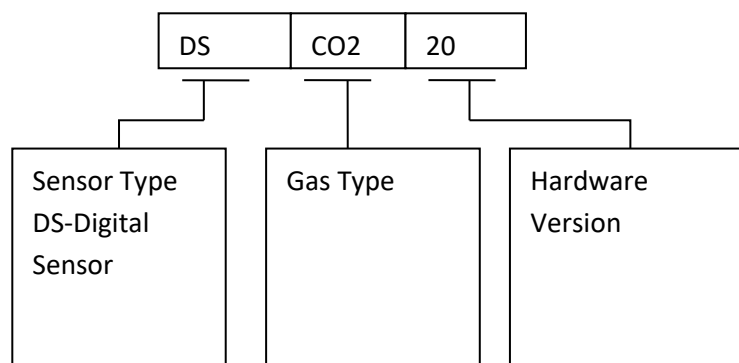 DS CO2 20
Sensor Type
DS-Digital
Sensor
Gas Type
Hardware
Version